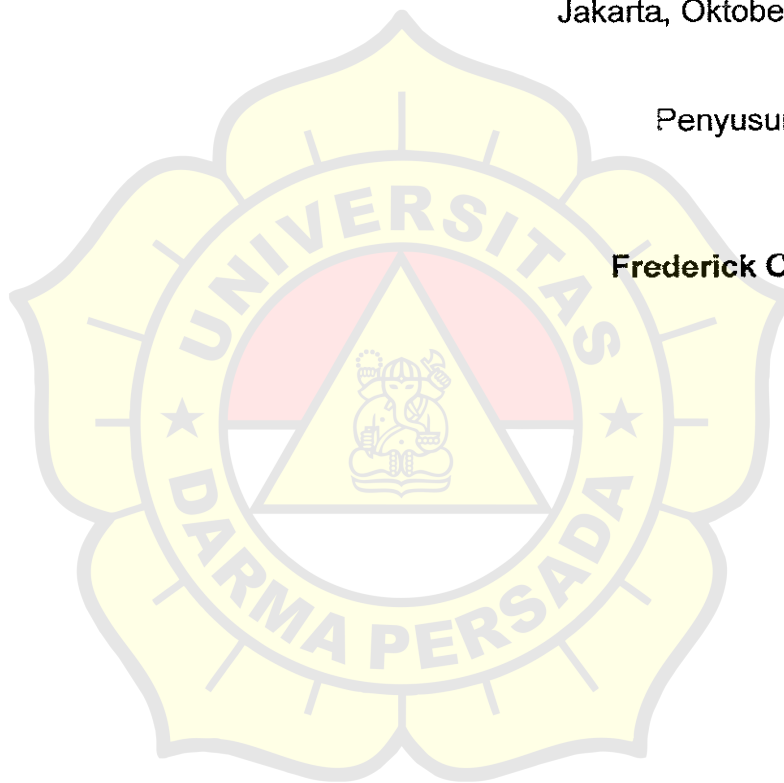 Jakarta, Oktobe
Penyusu
Frederick
UNIVERSITAS
DARMA PERSADA